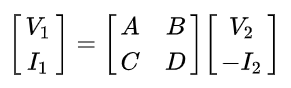 [V₁] = [A B] [V₂]
[I₁] [C D] [−I₂]